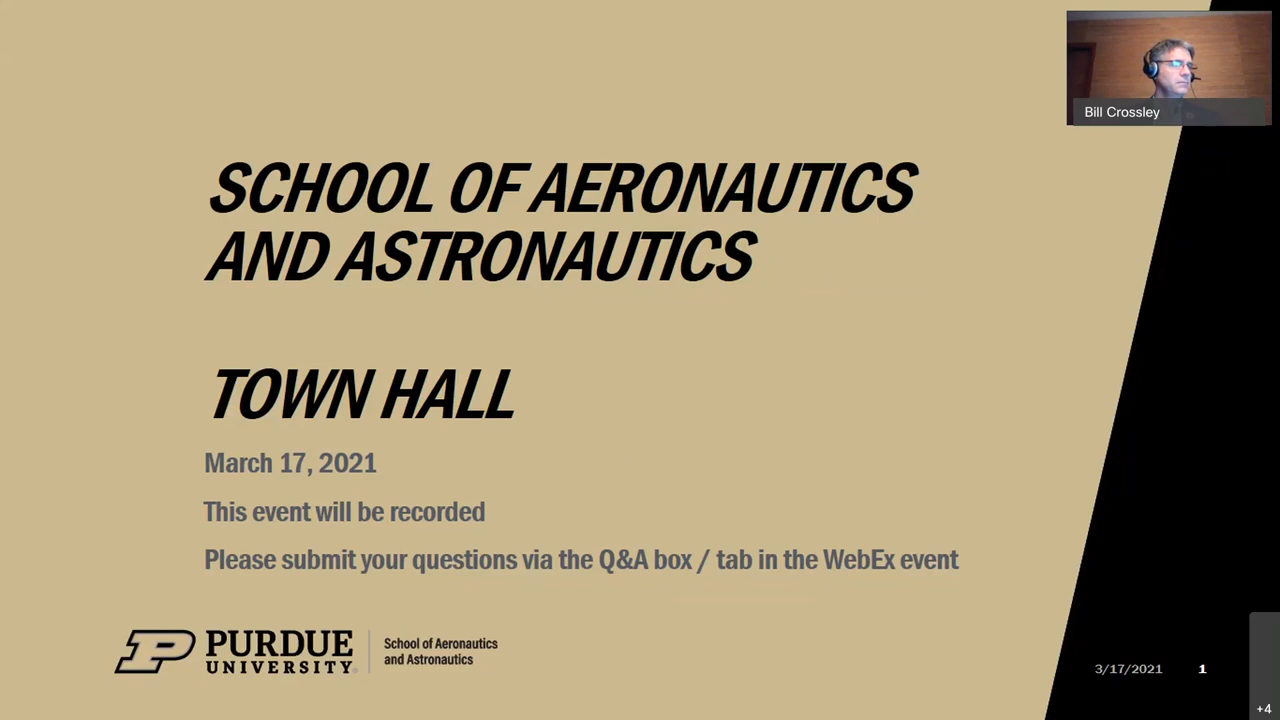 Bill Crossley
SCHOOL OF AERONAUTICS
AND ASTRONAUTICS
TOWN HALL
March 17, 2021
This event will be recorded
Please submit your questions via the Q&A box / tab in the WebEx event
P PURDUE
UNIVERSITY®
School of Aeronautics
and Astronautics
3/17/2021 1
+4